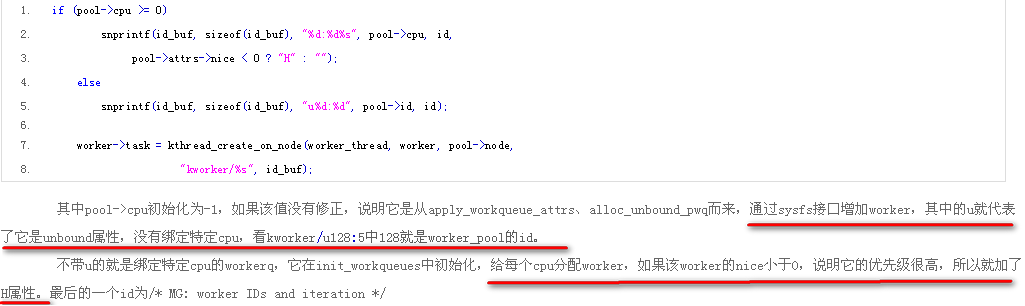 1. if (pool->cpu >= 0)
2. snprintf(id_buf, sizeof(id_buf), "%d:%d%s", pool->cpu, id,
3. pool->attrs->nice < 0 ? "H" : "");
4. else
5. snprintf(id_buf, sizeof(id_buf), "u%d:%d", pool->id, id);
6.
7. worker->task = kthread_create_on_node(worker_thread, worker, pool->node,
8. "kworker/%s", id_buf);
其中pool->cpu初始化为-1，如果该值没有修正，说明它是从apply_workqueue_attrs、alloc_unbound_pwq而来，通过sysfs接口增加worker，其中的u就代表
了它是unbound属性，没有绑定特定cpu，看kworker/u128:5中128就是worker_pool的id。
不带u的就是绑定特定cpu的workerq，它在init_workqueues中初始化，给每个cpu分配worker，如果该worker的nice小于0，说明它的优先级很高，所以就加了
H属性。最后的一个id为/* MG: worker IDs and iteration */